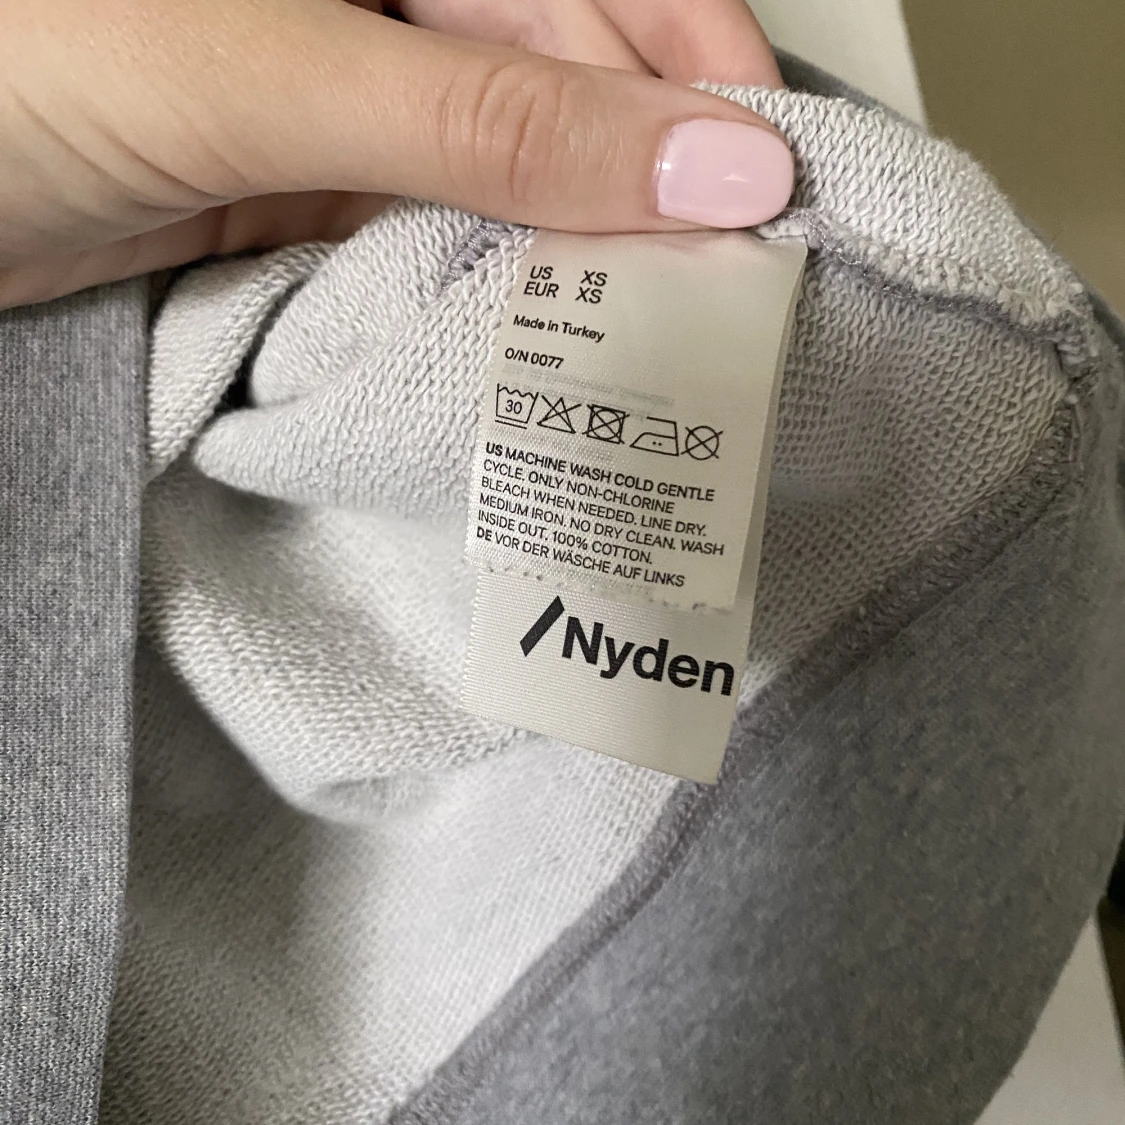 US XS
EUR XS
Made in Turkey
O/N 0077
30
US MACHINE WASH COLD GENTLE
CYCLE. ONLY NON-CHLORINE
BLEACH WHEN NEEDED. LINE DRY.
MEDIUM IRON. NO DRY CLEAN. WASH
INSIDE OUT. 100% COTTON.
DE VOR DER WÄSCHE AUF LINKS
/Nyden